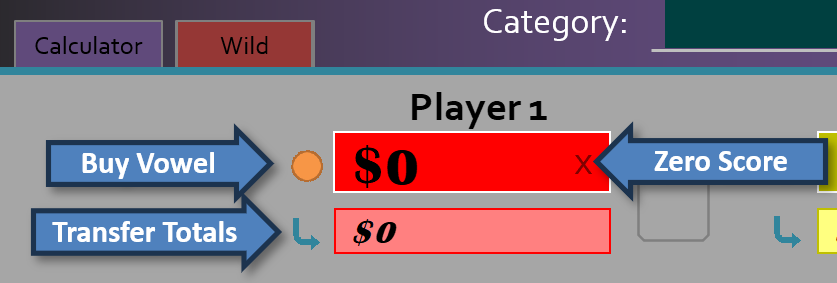 Category:
Calculator
Wild
Player 1
Buy Vowel
$0
X
Zero Score
Transfer Totals
$0